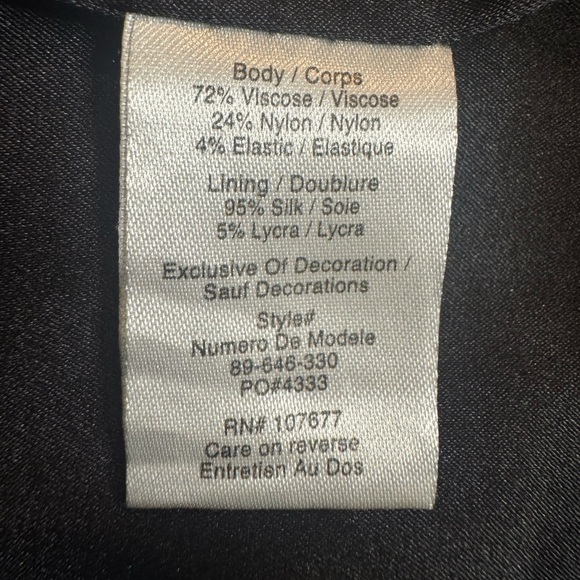 Body / Corps
72% Viscose / Viscose
24% Nylon / Nylon
4% Elastic / Elastique
Lining / Doublure
95% Silk / Soie
5% Lycra / Lycra
Exclusive Of Decoration /
Sauf Decorations
Style#
Numero De Modele
89-646-330
PO#4333
RN# 107677
Care on reverse
Entretien Au Dos